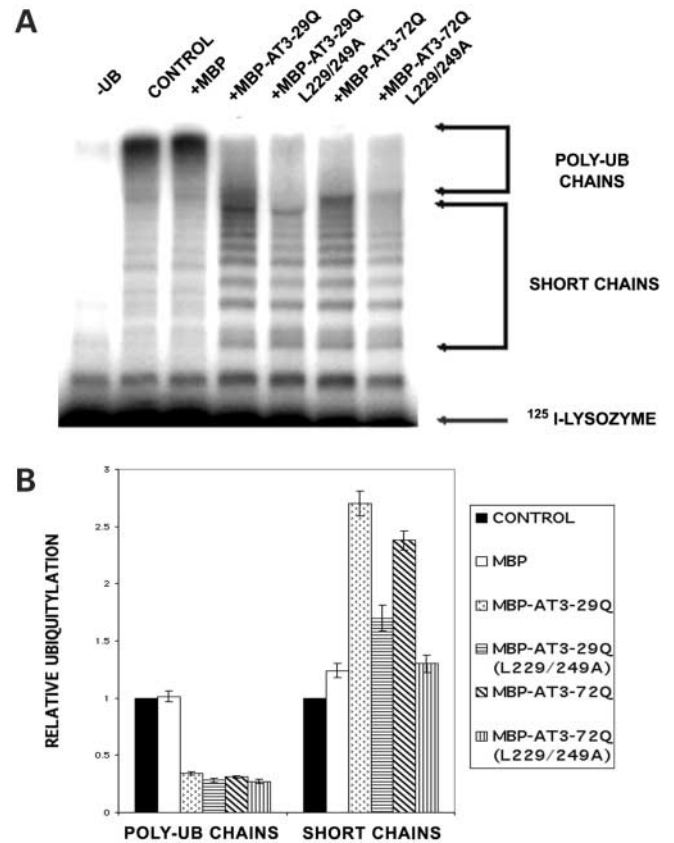 A
-UB
CONTROL
+MBP
+MBP-AT3-29Q
+MBP-AT3-29Q
L229/249A
+MBP-AT3-72Q
+MBP-AT3-72Q
L229/249A
POLY-UB
CHAINS
SHORT CHAINS
125 I-LYSOZYME
B
RELATIVE UBIQUITYLATION
3
2.5
2
1.5
1
0.5
0
POLY-UB CHAINS
SHORT CHAINS
CONTROL
MBP
MBP-AT3-29Q
MBP-AT3-29Q
(L229/249A)
MBP-AT3-72Q
MBP-AT3-72Q
(L229/249A)